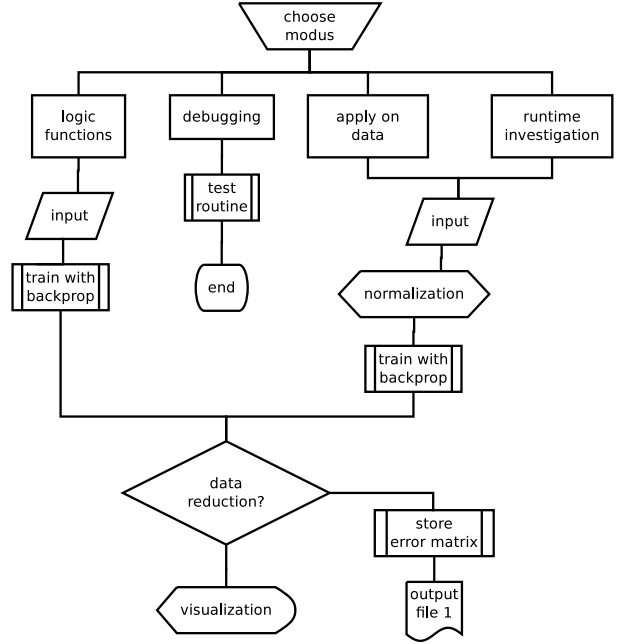 choose
modus
logic
functions
debugging
apply on
data
runtime
investigation
input
test
routine
input
train with
backprop
end
normalization
train with
backprop
data
reduction?
store
error matrix
visualization
output
file 1